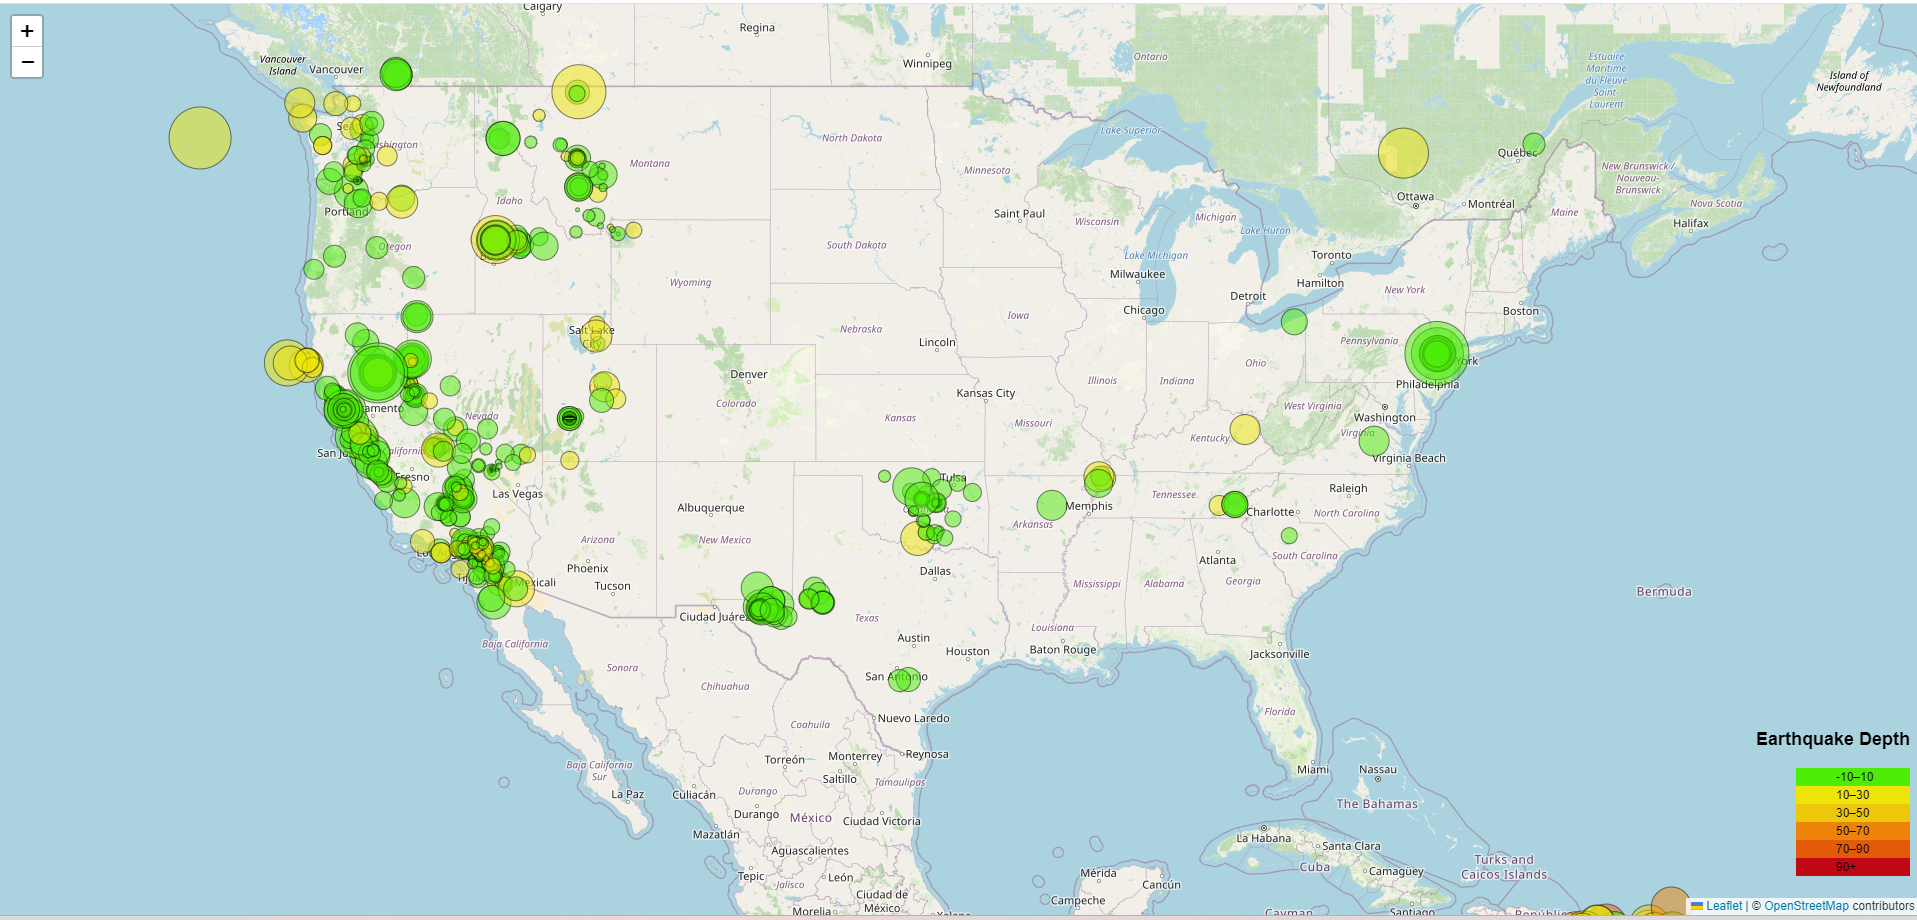 +
−
Calgary
Regina
Vancouver
Island
Vancouver
Winnipeg
Ontario
Estuaire
Maritime
du Fleuve
Saint-
Laurent
Island of
Newfoundland
North Dakota
Lake Superior
Montana
Minnesota
Québec
New Brunswick /
Nouveau-
Brunswick
Idaho
Ottawa
Montréal
Nova Scotia
Portland
Saint Paul
Wisconsin
Michigan
Maine
Halifax
Oregon
South Dakota
Lake Huron
Lake Michigan
Toronto
Wyoming
Milwaukee
Hamilton
Detroit
New York
Chicago
Boston
Salt Lake
City
Nebraska
Iowa
Lincoln
Pennsylvania
York
Ohio
Denver
Illinois
Indiana
Philadelphia
Kansas City
Colorado
Nevada
West Virginia
Washington
Kansas
Missouri
Kentucky
Virginia
Virginia Beach
Fresno
Tulsa
Las Vegas
Tennessee
Raleigh
Albuquerque
Memphis
Charlotte
North Carolina
Arkansas
Arizona
New Mexico
Atlanta
South Carolina
Phoenix
Dallas
Mexicali
Tucson
Mississippi
Alabama
Georgia
Bermuda
Ciudad Juárez
Texas
Louisiana
Austin
Baja California
Houston
Baton Rouge
Jacksonville
Sonora
San Antonio
Chihuahua
Florida
Nuevo Laredo
Coahuila
Earthquake Depth
Torreón
Monterrey
Reynosa
Baja California
Sur
Saltillo
Tamaulipas
Miami
Nassau
-10–10
La Paz
Culiacán
Durango
10–30
The Bahamas
Durango
México
Ciudad Victoria
30–50
Mazatlán
50–70
La Habana
Santa Clara
Aguascalientes
70–90
Turks and
Caicos Islands
Cuba
Camagüey
90+
Tepic
León
Mérida
Cancún
Jalisco
Ciudad de
México
Campeche
Morelia
Xalapa
Cayman
Santiago
Leaflet | © OpenStreetMap contributors